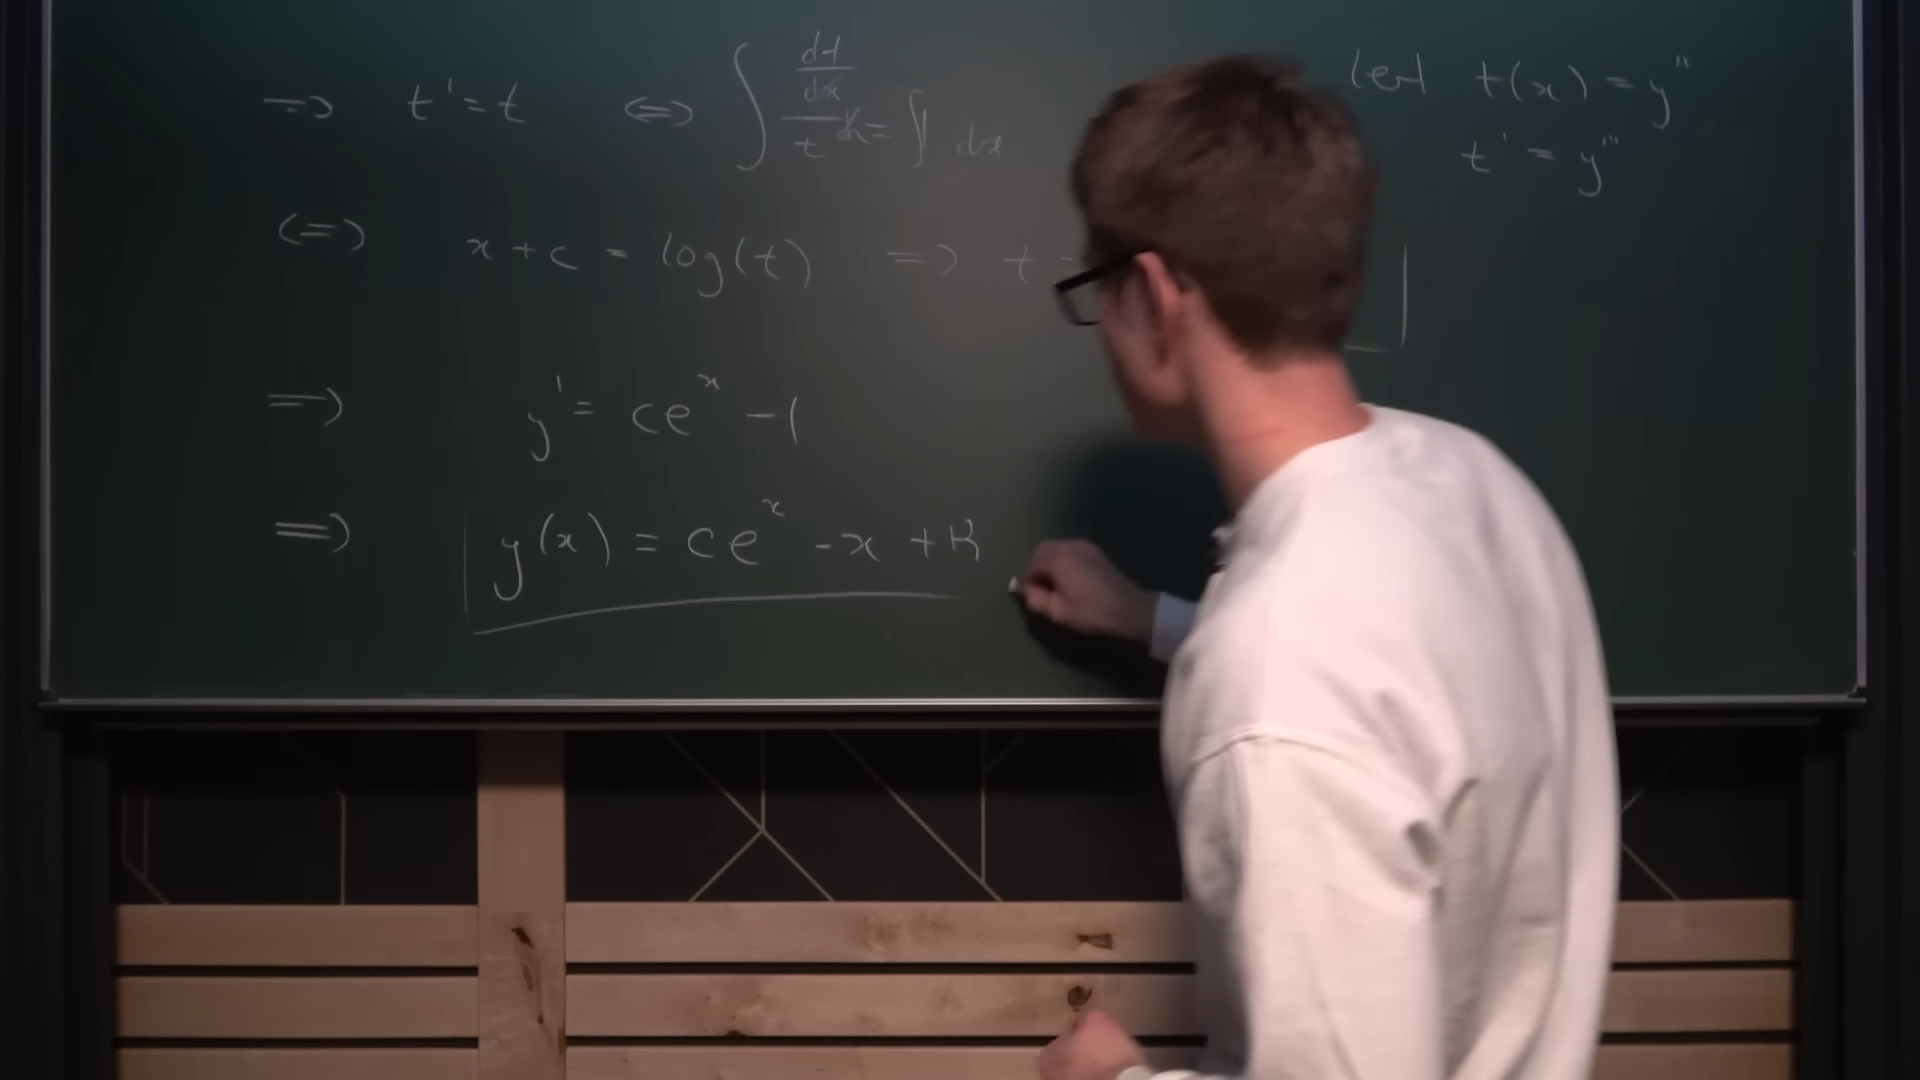 => t' = t <=> ∫ dt/dx / t dx = ∫ 1 dx
let t(x) = y''
t' = y'''
<=> x + c = log(t) => t =
=> y' = ce^x - 1
=> y(x) = ce^x - x + K